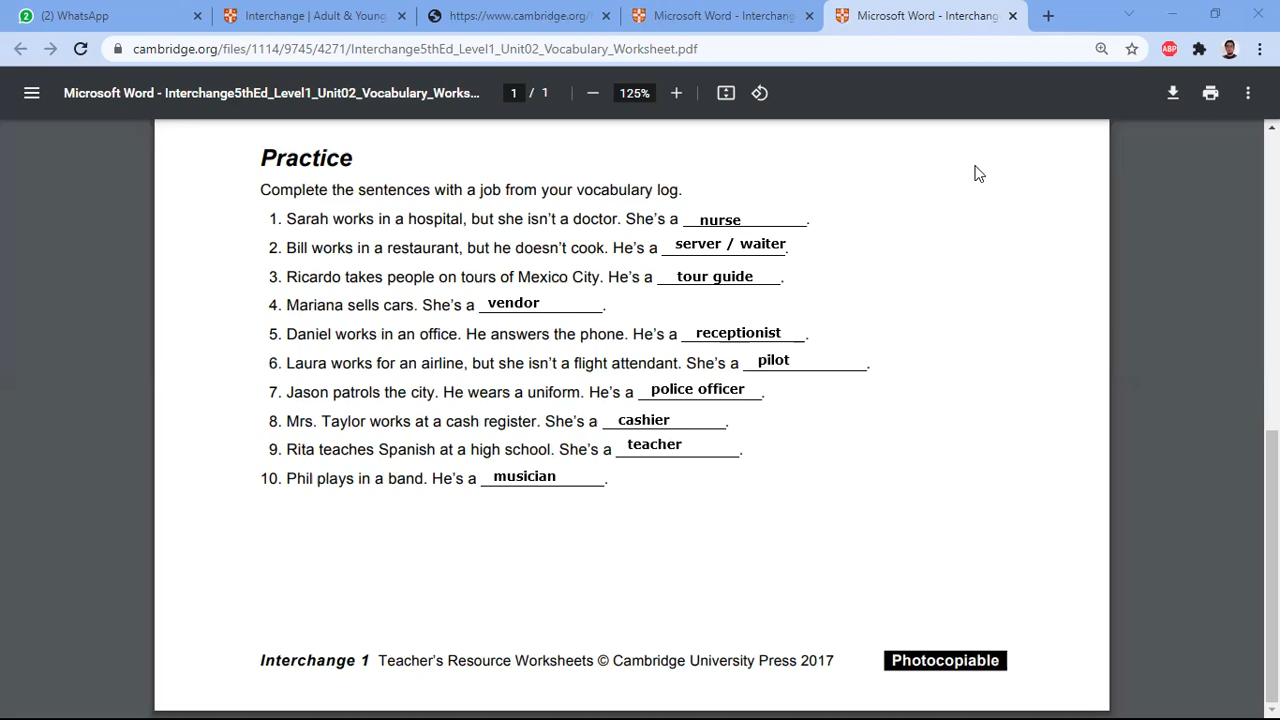 (2) WhatsApp
Interchange | Adult & Young
https://www.cambridge.org/
Microsoft Word - Interchang
Microsoft Word - Interchang
cambridge.org/files/1114/9745/4271/Interchange5thEd_Level1_Unit02_Vocabulary_Worksheet.pdf
ABP
Microsoft Word - Interchange5thEd_Level1_Unit02_Vocabulary_Works...
1 / 1
125%
Practice
Complete the sentences with a job from your vocabulary log.
1. Sarah works in a hospital, but she isn't a doctor. She's a nurse.
2. Bill works in a restaurant, but he doesn't cook. He's a server / waiter.
3. Ricardo takes people on tours of Mexico City. He's a tour guide.
4. Mariana sells cars. She's a vendor.
5. Daniel works in an office. He answers the phone. He's a receptionist.
6. Laura works for an airline, but she isn't a flight attendant. She's a pilot.
7. Jason patrols the city. He wears a uniform. He's a police officer.
8. Mrs. Taylor works at a cash register. She's a cashier.
9. Rita teaches Spanish at a high school. She's a teacher.
10. Phil plays in a band. He's a musician.
Interchange 1 Teacher's Resource Worksheets © Cambridge University Press 2017
Photocopiable